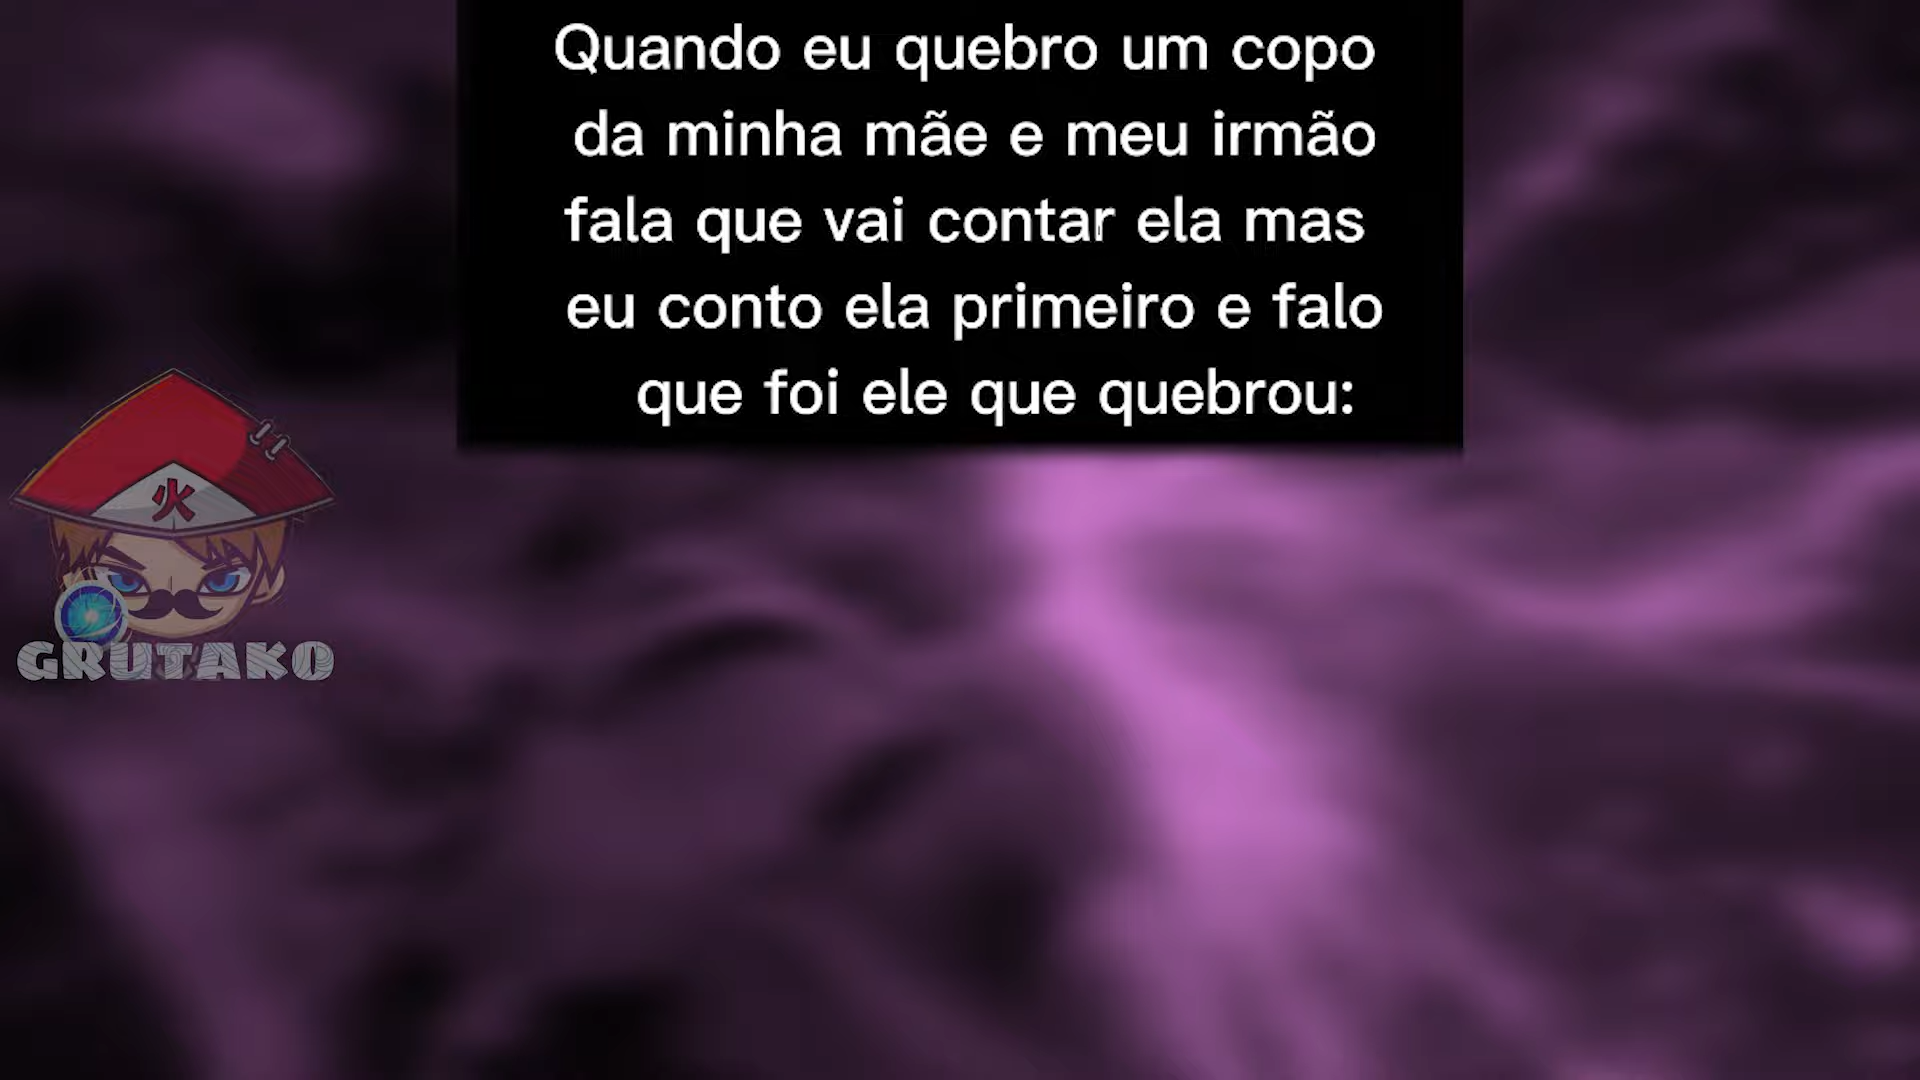 Quando eu quebro um copo
da minha mãe e meu irmão
fala que vai contar ela mas
eu conto ela primeiro e falo
que foi ele que quebrou:
火
GRUTAKO